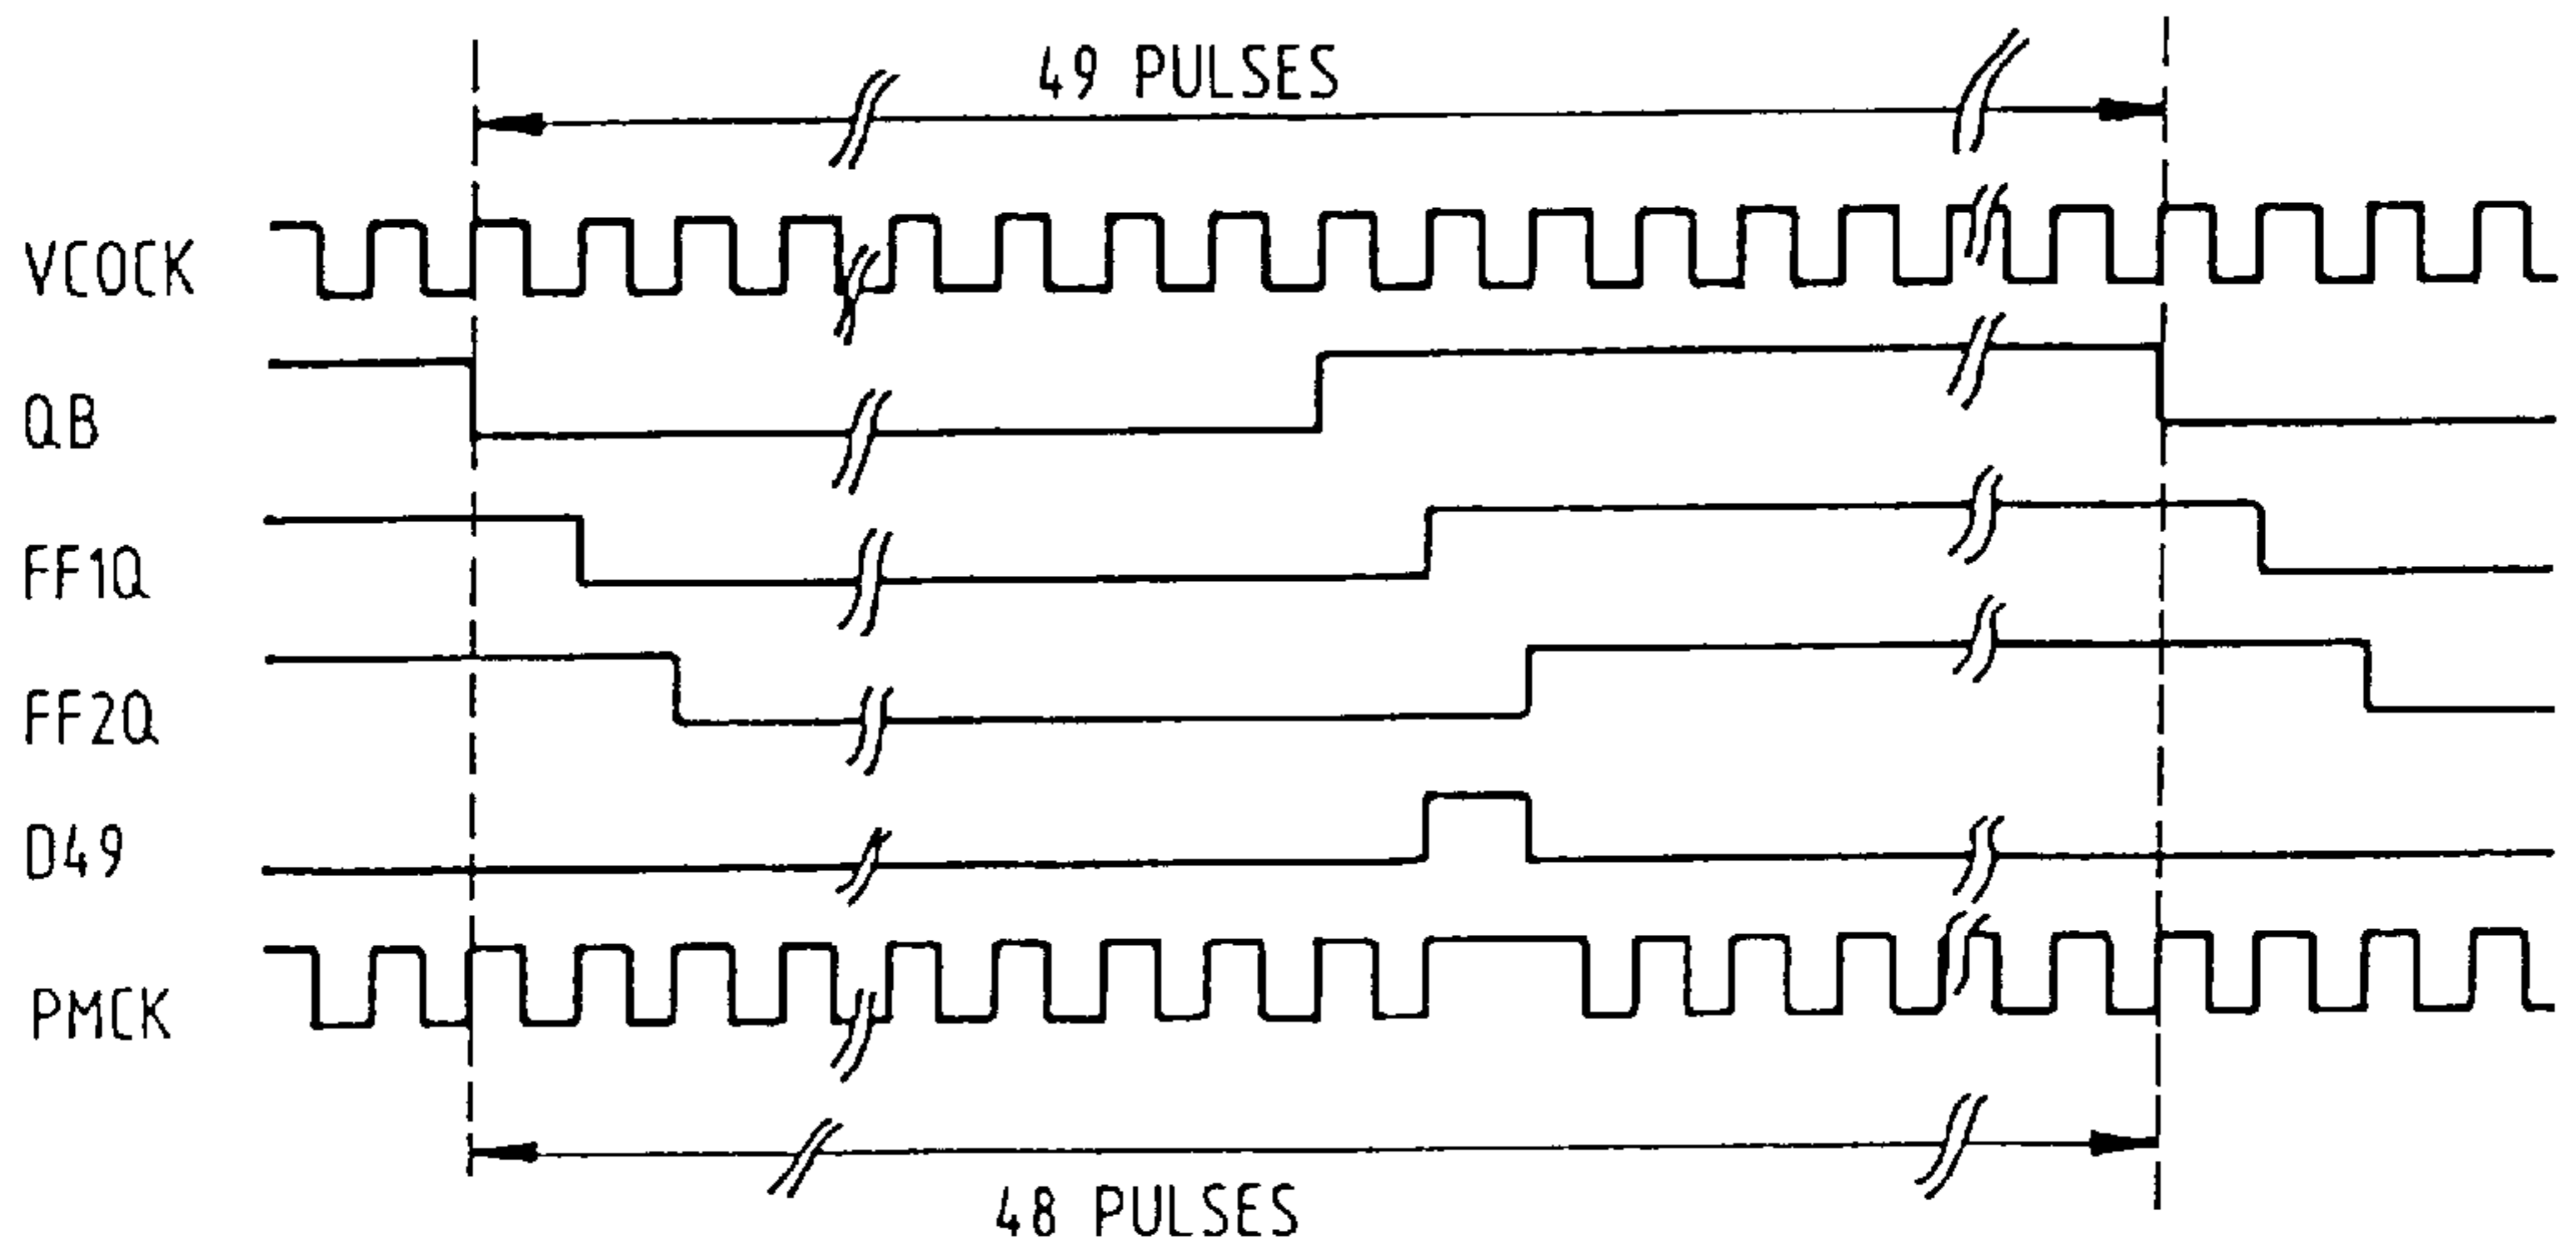 49 PULSES
VCOCK
QB
FF1Q
FF2Q
D49
PMCK
48 PULSES